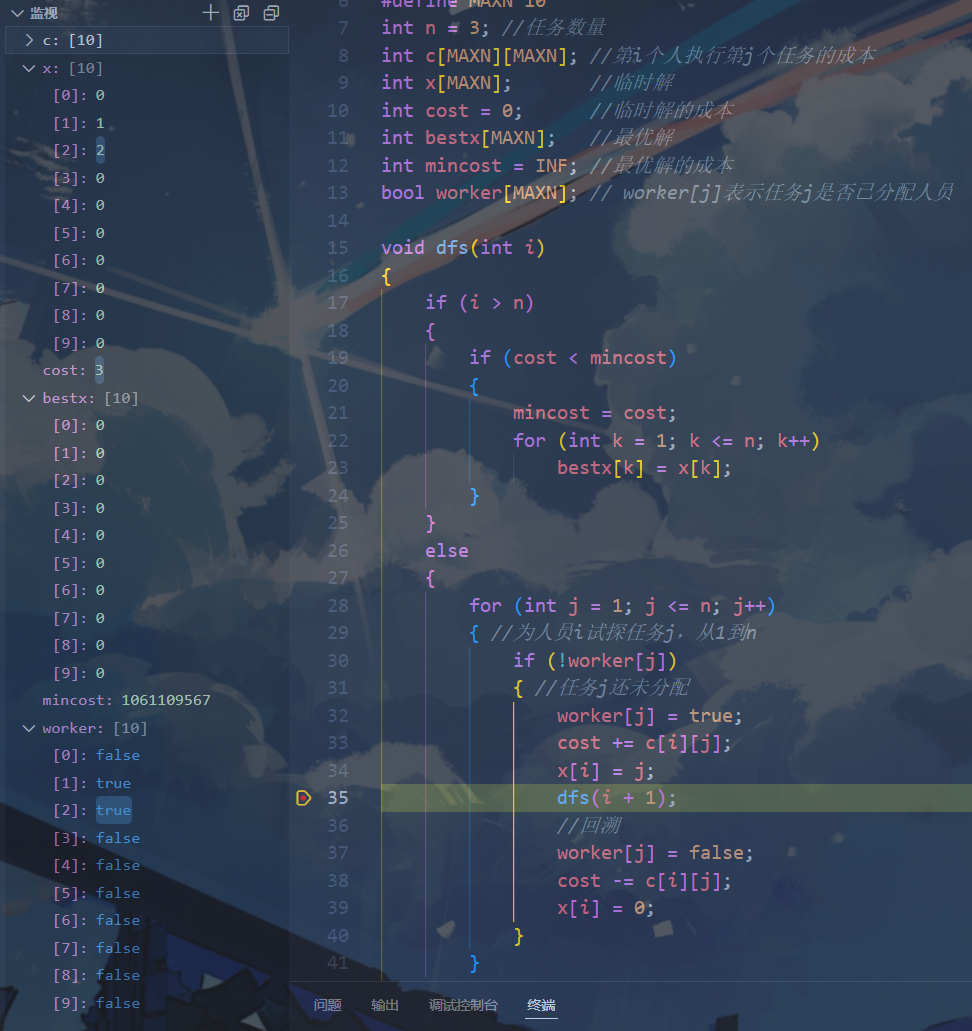 监视
c: [10]
x: [10]
[0]: 0
[1]: 1
[2]: 2
[3]: 0
[4]: 0
[5]: 0
[6]: 0
[7]: 0
[8]: 0
[9]: 0
cost: 3
bestx: [10]
[0]: 0
[1]: 0
[2]: 0
[3]: 0
[4]: 0
[5]: 0
[6]: 0
[7]: 0
[8]: 0
[9]: 0
mincost: 1061109567
worker: [10]
[0]: false
[1]: true
[2]: true
[3]: false
[4]: false
[5]: false
[6]: false
[7]: false
[8]: false
[9]: false
6 #define MAXN 10
7 int n = 3; //任务数量
8 int c[MAXN][MAXN]; //第i个人执行第j个任务的成本
9 int x[MAXN]; //临时解
10 int cost = 0; //临时解的成本
11 int bestx[MAXN]; //最优解
12 int mincost = INF; //最优解的成本
13 bool worker[MAXN]; // worker[j]表示任务j是否已分配人员
14
15 void dfs(int i)
16 {
17 if (i > n)
18 {
19 if (cost < mincost)
20 {
21 mincost = cost;
22 for (int k = 1; k <= n; k++)
23 bestx[k] = x[k];
24 }
25 }
26 else
27 {
28 for (int j = 1; j <= n; j++)
29 { //为人员i试探任务j，从1到n
30 if (!worker[j])
31 { //任务j还未分配
32 worker[j] = true;
33 cost += c[i][j];
34 x[i] = j;
35 dfs(i + 1);
36 //回溯
37 worker[j] = false;
38 cost -= c[i][j];
39 x[i] = 0;
40 }
41 }
问题 输出 调试控制台 终端